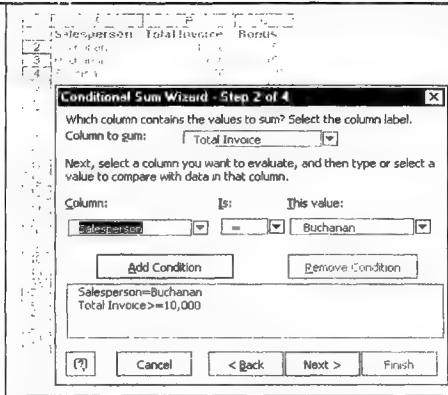 Salesperson Total Invoice Bonus
2
3
4
Conditional Sum Wizard - Step 2 of 4
Which column contains the values to sum? Select the column label.
Column to sum: Total Invoice
Next, select a column you want to evaluate, and then type or select a
value to compare with data in that column.
Column: Is: This value:
Salesperson = Buchanan
Add Condition Remove Condition
Salesperson=Buchanan
Total Invoice>=10,000
Cancel < Back Next > Finish